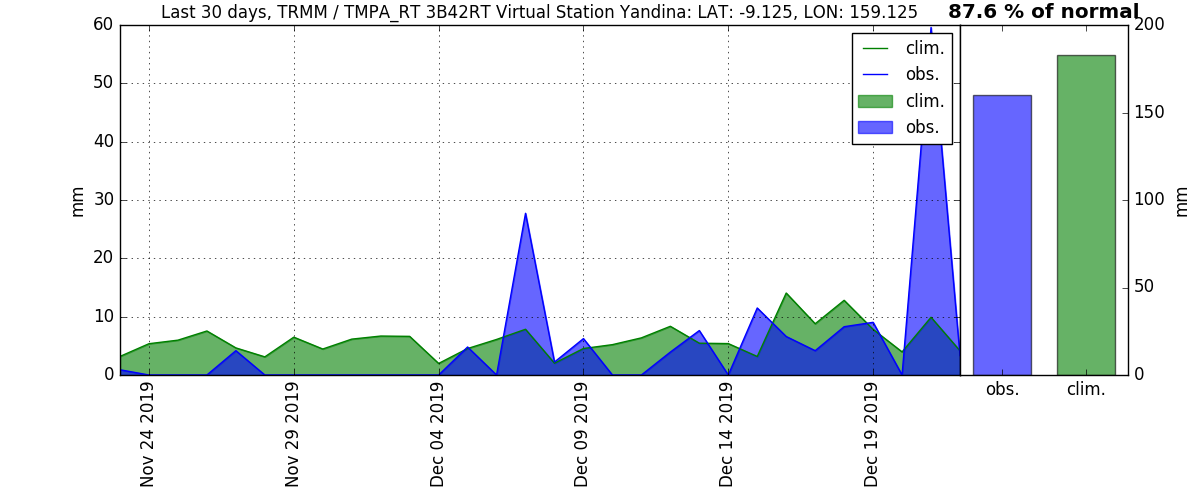 Last 30 days, TRMM / TMPA_RT 3B42RT Virtual Station Yandina: LAT: -9.125, LON: 159.125
87.6 % of normal
60
50
40
30
20
10
0
mm
clim.
obs.
clim.
obs.
200
150
100
50
0
mm
Nov 24 2019
Nov 29 2019
Dec 04 2019
Dec 09 2019
Dec 14 2019
Dec 19 2019
obs.
clim.